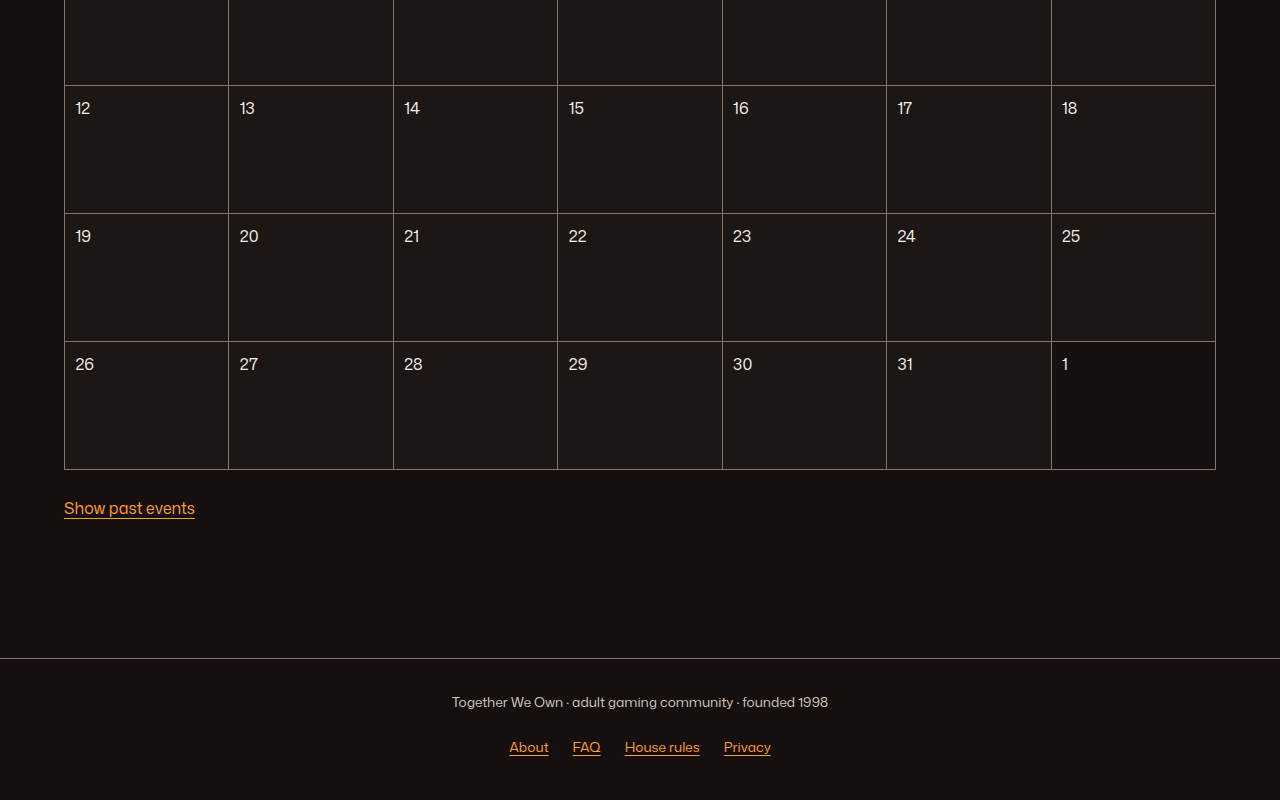 12 13 14 15 16 17 18
19 20 21 22 23 24 25
26 27 28 29 30 31 1
Show past events
Together We Own · adult gaming community · founded 1998
About FAQ House rules Privacy